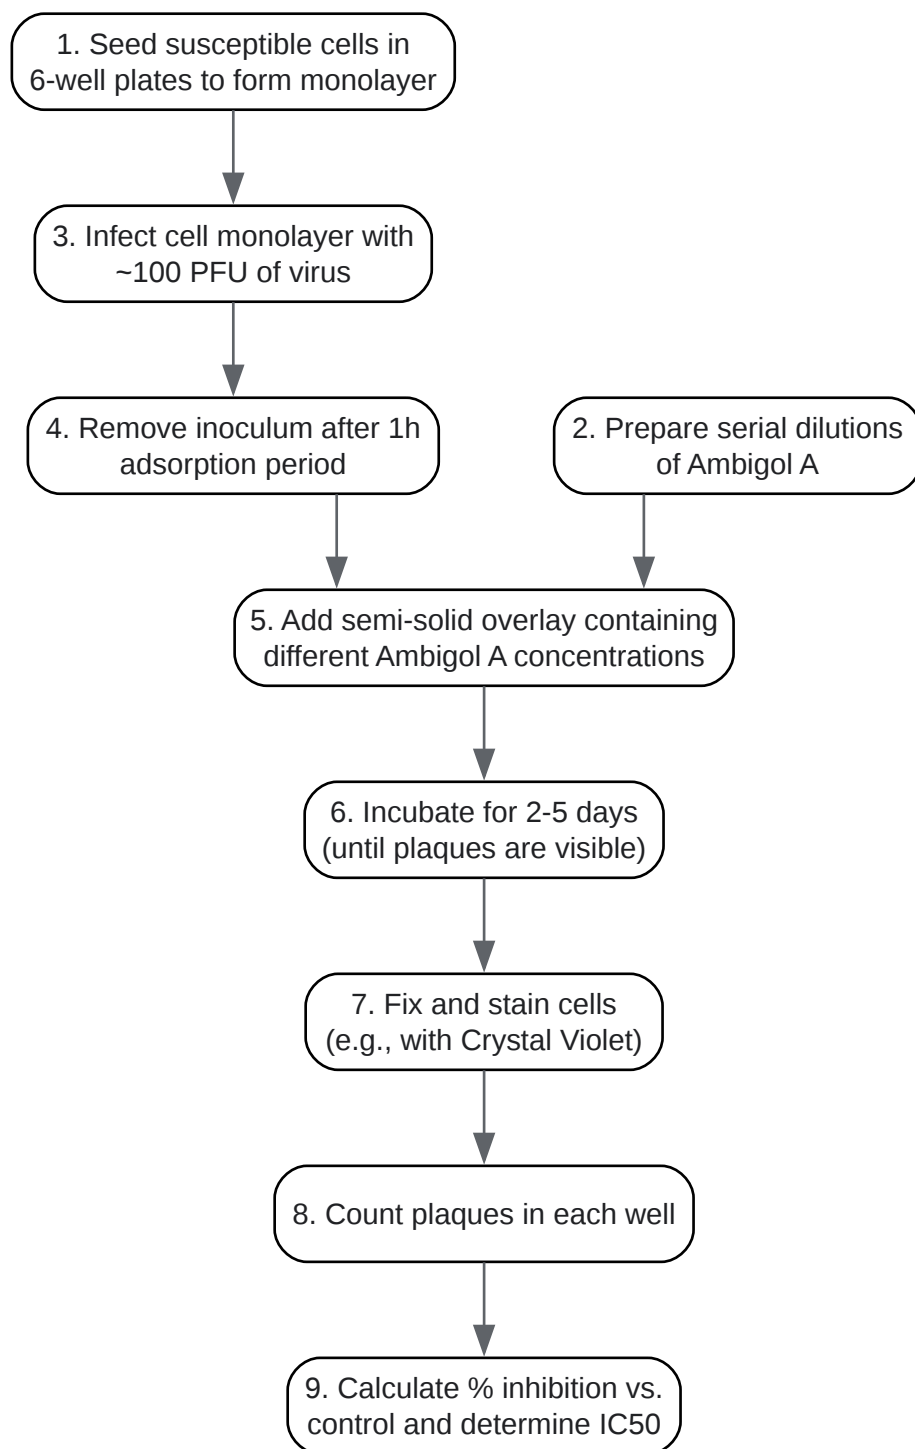 1. Seed susceptible cells in
6-well plates to form monolayer
3. Infect cell monolayer with
~100 PFU of virus
4. Remove inoculum after 1h
adsorption period
2. Prepare serial dilutions
of Ambigol A
5. Add semi-solid overlay containing
different Ambigol A concentrations
6. Incubate for 2-5 days
(until plaques are visible)
7. Fix and stain cells
(e.g., with Crystal Violet)
8. Count plaques in each well
9. Calculate % inhibition vs.
control and determine IC50